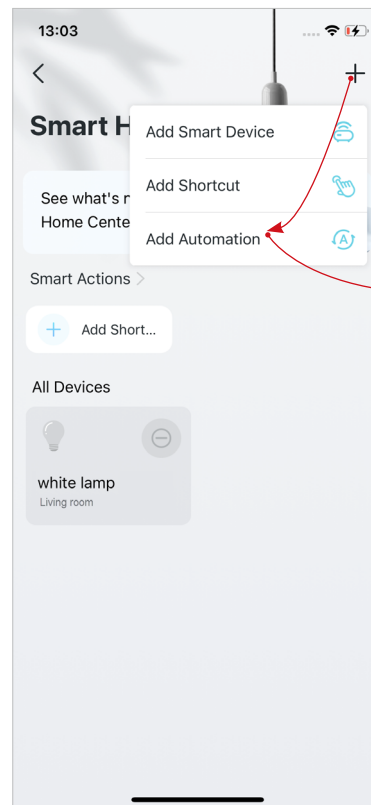 13:03
Smart H
Add Smart Device
Add Shortcut
Add Automation
A
See what's n
Home Cente
Smart Actions >
Add Short...
All Devices
white lamp
Living room